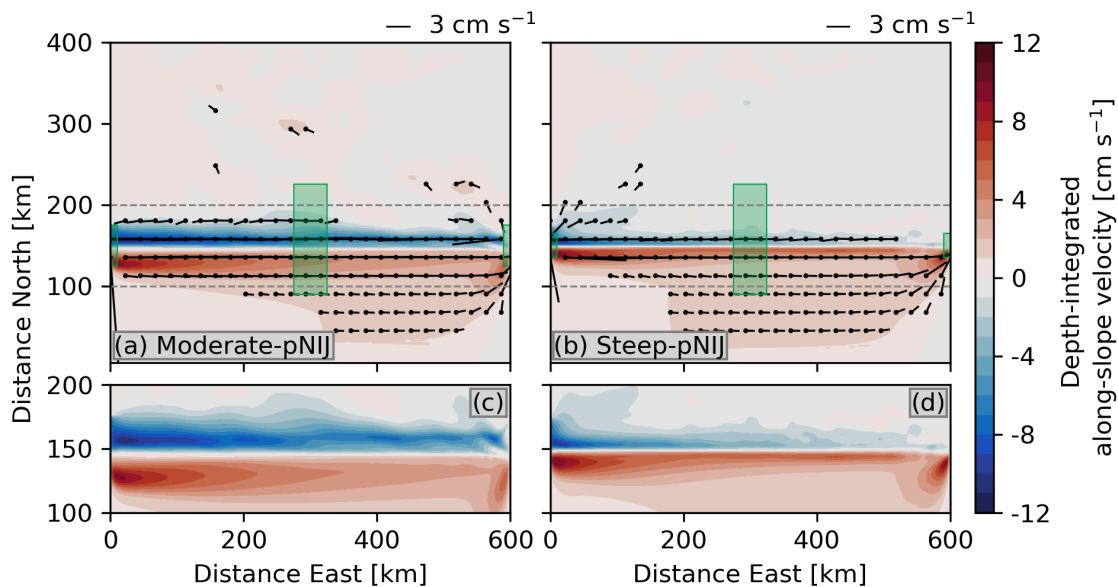 3 cm s⁻¹ 3 cm s⁻¹
400 12
300 8
200 4
100 0
(a) Moderate-pNIJ (b) Steep-pNIJ
Distance North [km]
200 -4
150 (c) (d) -8
100 -12
0 200 400 600 0 200 400 600
Distance East [km] Distance East [km]
Depth-integrated
along-slope velocity [cm s⁻¹]